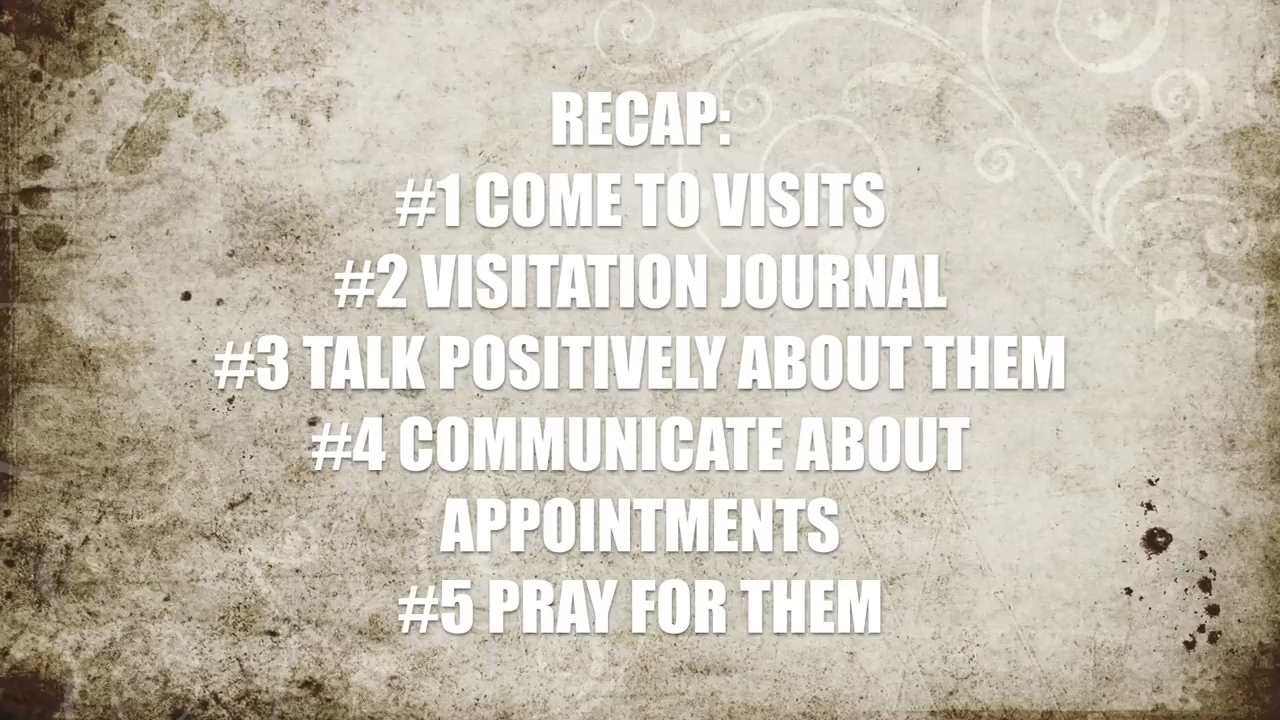 RECAP:
#1 COME TO VISITS
#2 VISITATION JOURNAL
#3 TALK POSITIVELY ABOUT THEM
#4 COMMUNICATE ABOUT
APPOINTMENTS
#5 PRAY FOR THEM